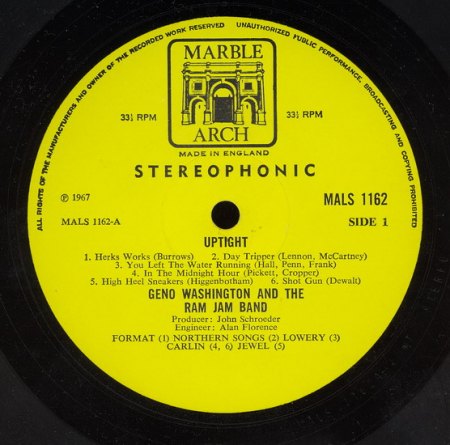 ALL RIGHTS OF THE MANUFACTURERS AND OWNER OF THE RECORDED WORK RESERVED · UNAUTHORIZED PUBLIC PERFORMANCE, BROADCASTING AND COPYING PROHIBITED
MARBLE
ARCH
33⅓ RPM 33⅓ RPM
MADE IN ENGLAND
STEREOPHONIC
℗ 1967 MALS 1162
MALS 1162-A SIDE 1
UPTIGHT
1. Herks Works (Burrows) 2. Day Tripper (Lennon, McCartney)
3. You Left The Water Running (Hall, Penn, Frank)
4. In The Midnight Hour (Pickett, Cropper)
5. High Heel Sneakers (Higgenbotham) 6. Shot Gun (Dewalt)
GENO WASHINGTON AND THE
RAM JAM BAND
Producer: John Schroeder
Engineer: Alan Florence
FORMAT (1) NORTHERN SONGS (2) LOWERY (3)
CARLIN (4, 6) JEWEL (5)